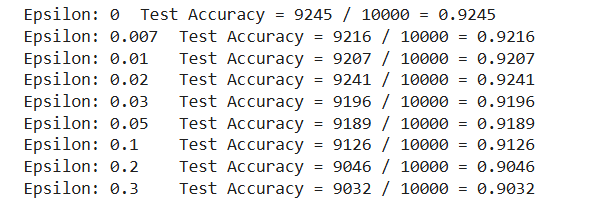 Epsilon: 0 Test Accuracy = 9245 / 10000 = 0.9245
Epsilon: 0.007 Test Accuracy = 9216 / 10000 = 0.9216
Epsilon: 0.01 Test Accuracy = 9207 / 10000 = 0.9207
Epsilon: 0.02 Test Accuracy = 9241 / 10000 = 0.9241
Epsilon: 0.03 Test Accuracy = 9196 / 10000 = 0.9196
Epsilon: 0.05 Test Accuracy = 9189 / 10000 = 0.9189
Epsilon: 0.1 Test Accuracy = 9126 / 10000 = 0.9126
Epsilon: 0.2 Test Accuracy = 9046 / 10000 = 0.9046
Epsilon: 0.3 Test Accuracy = 9032 / 10000 = 0.9032